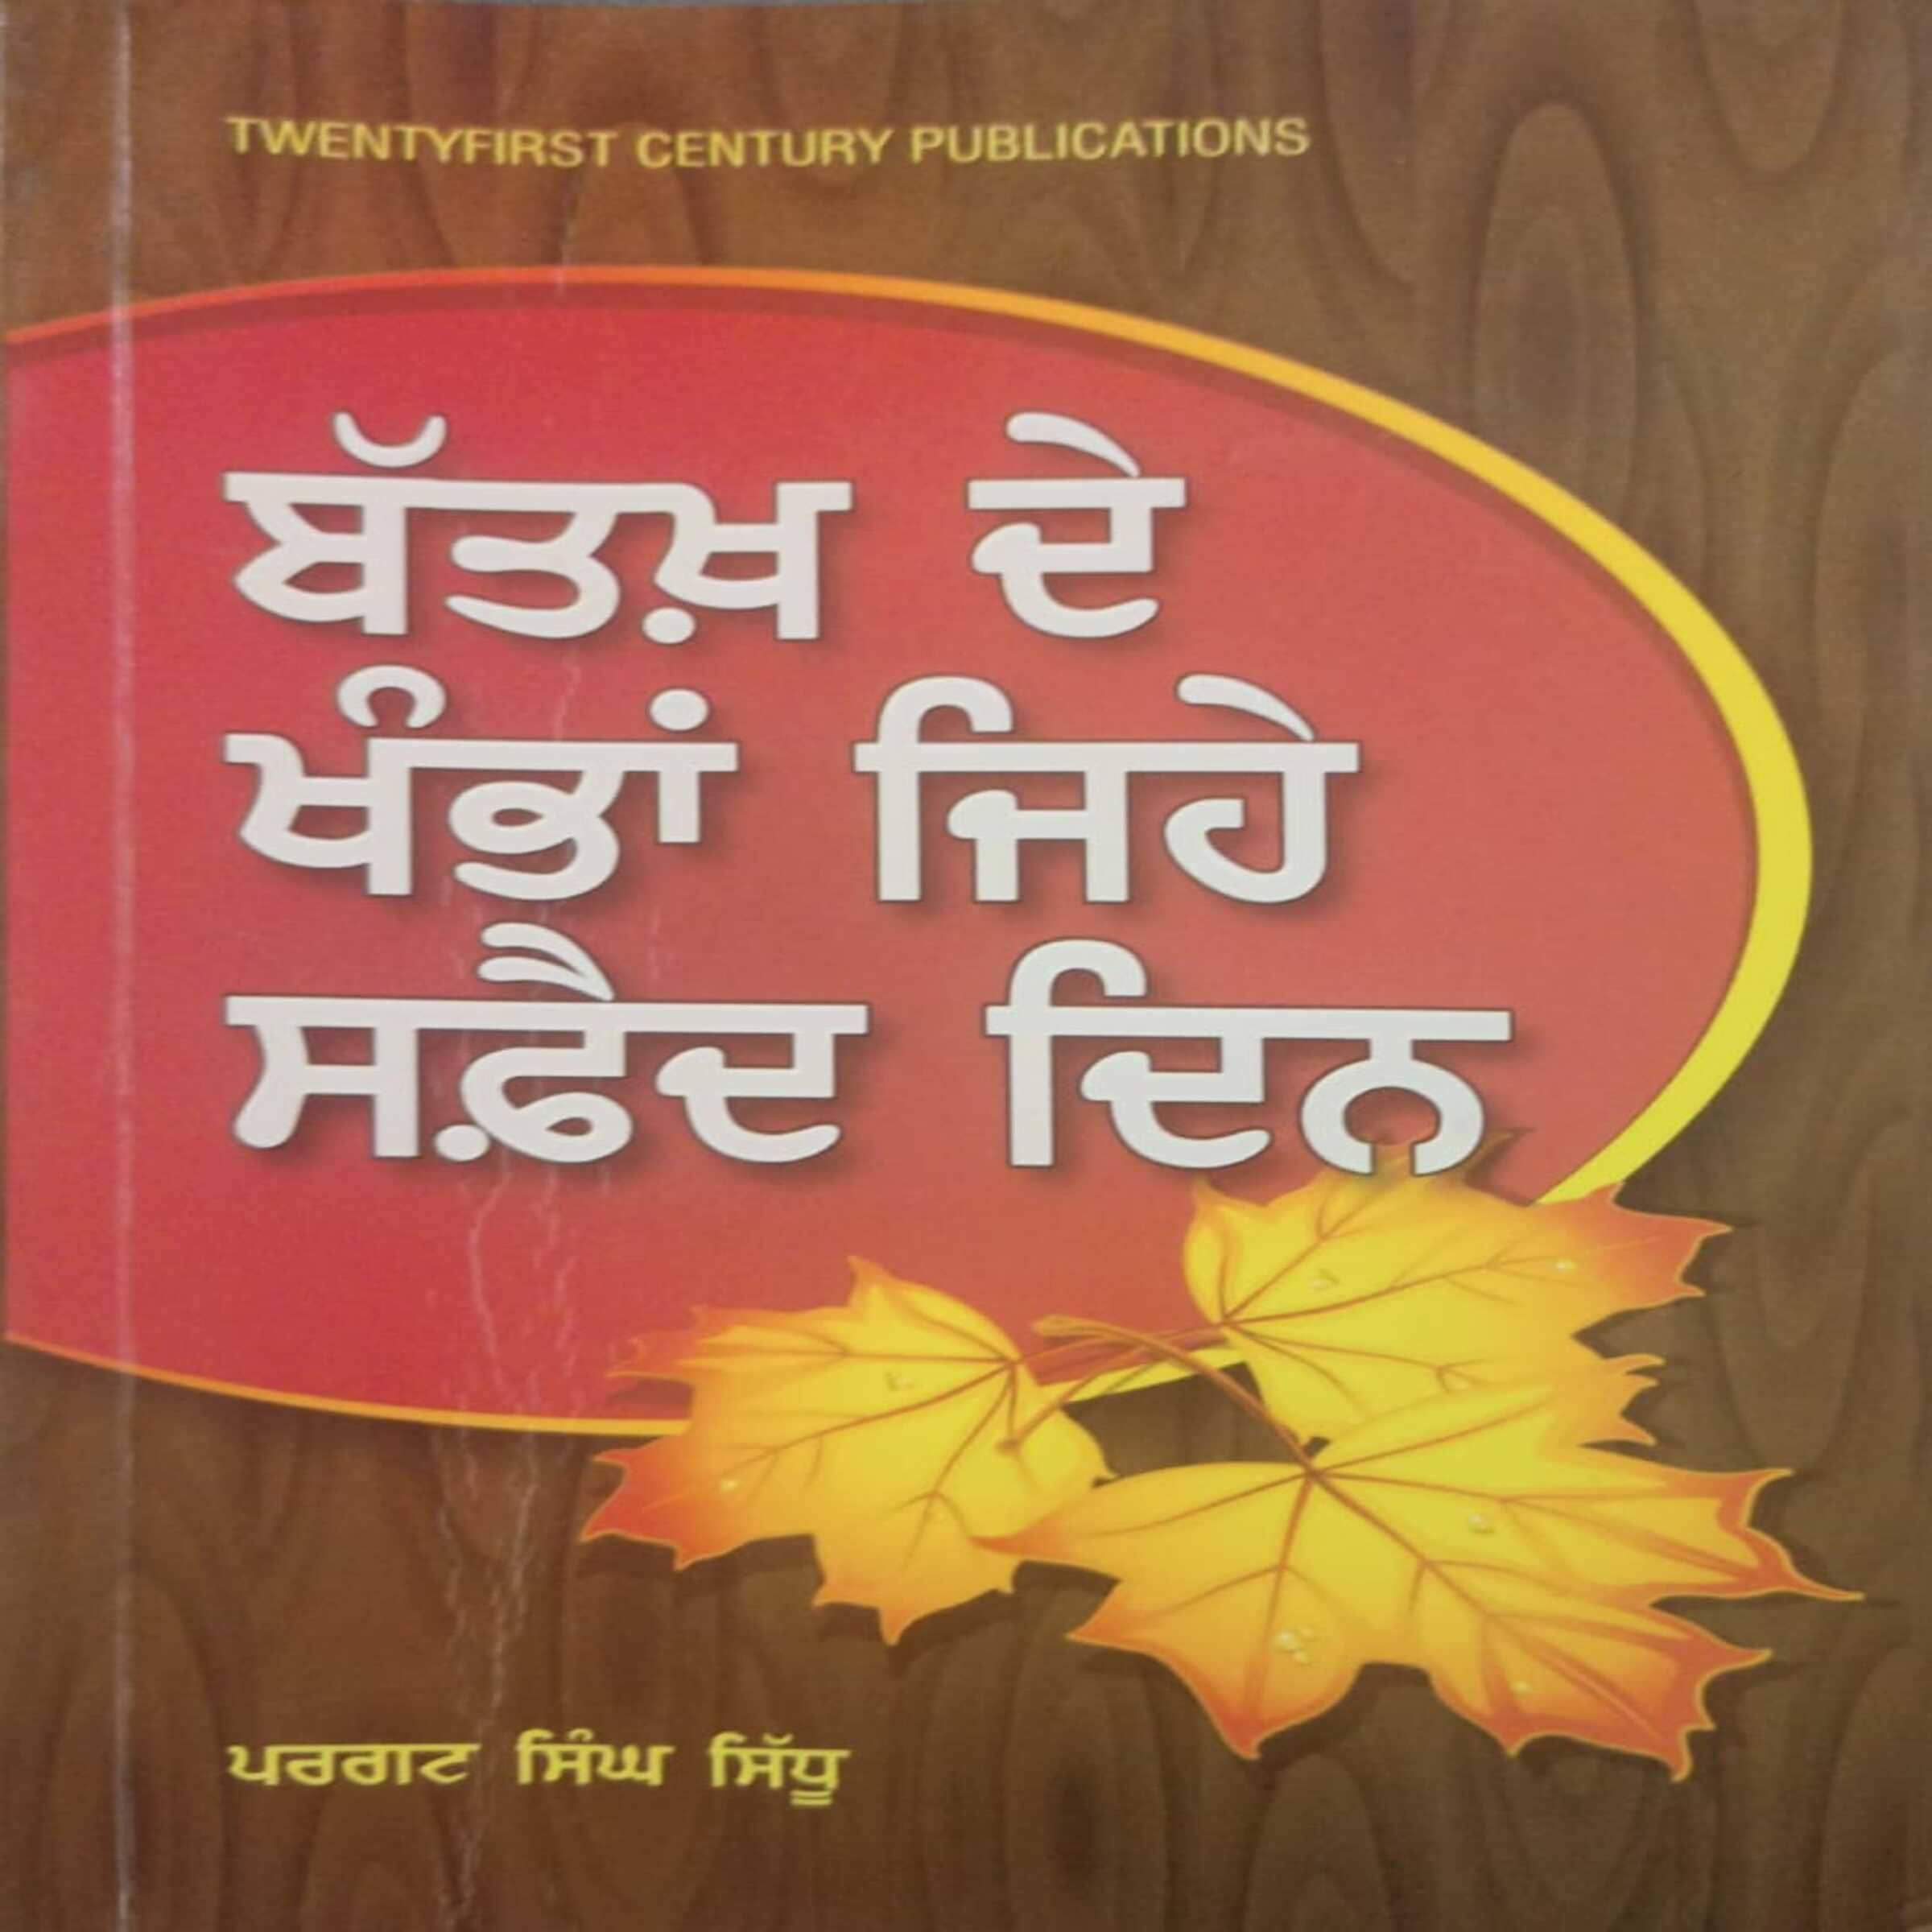 TWENTYFIRST CENTURY PUBLICATIONS
ਬੱਤਖ਼ ਦੇ
ਖੰਭਾਂ ਜਿਹੇ
ਸਫ਼ੈਦ ਦਿਨ
ਪਰਗਟ ਸਿੰਘ ਸਿੱਧੂ